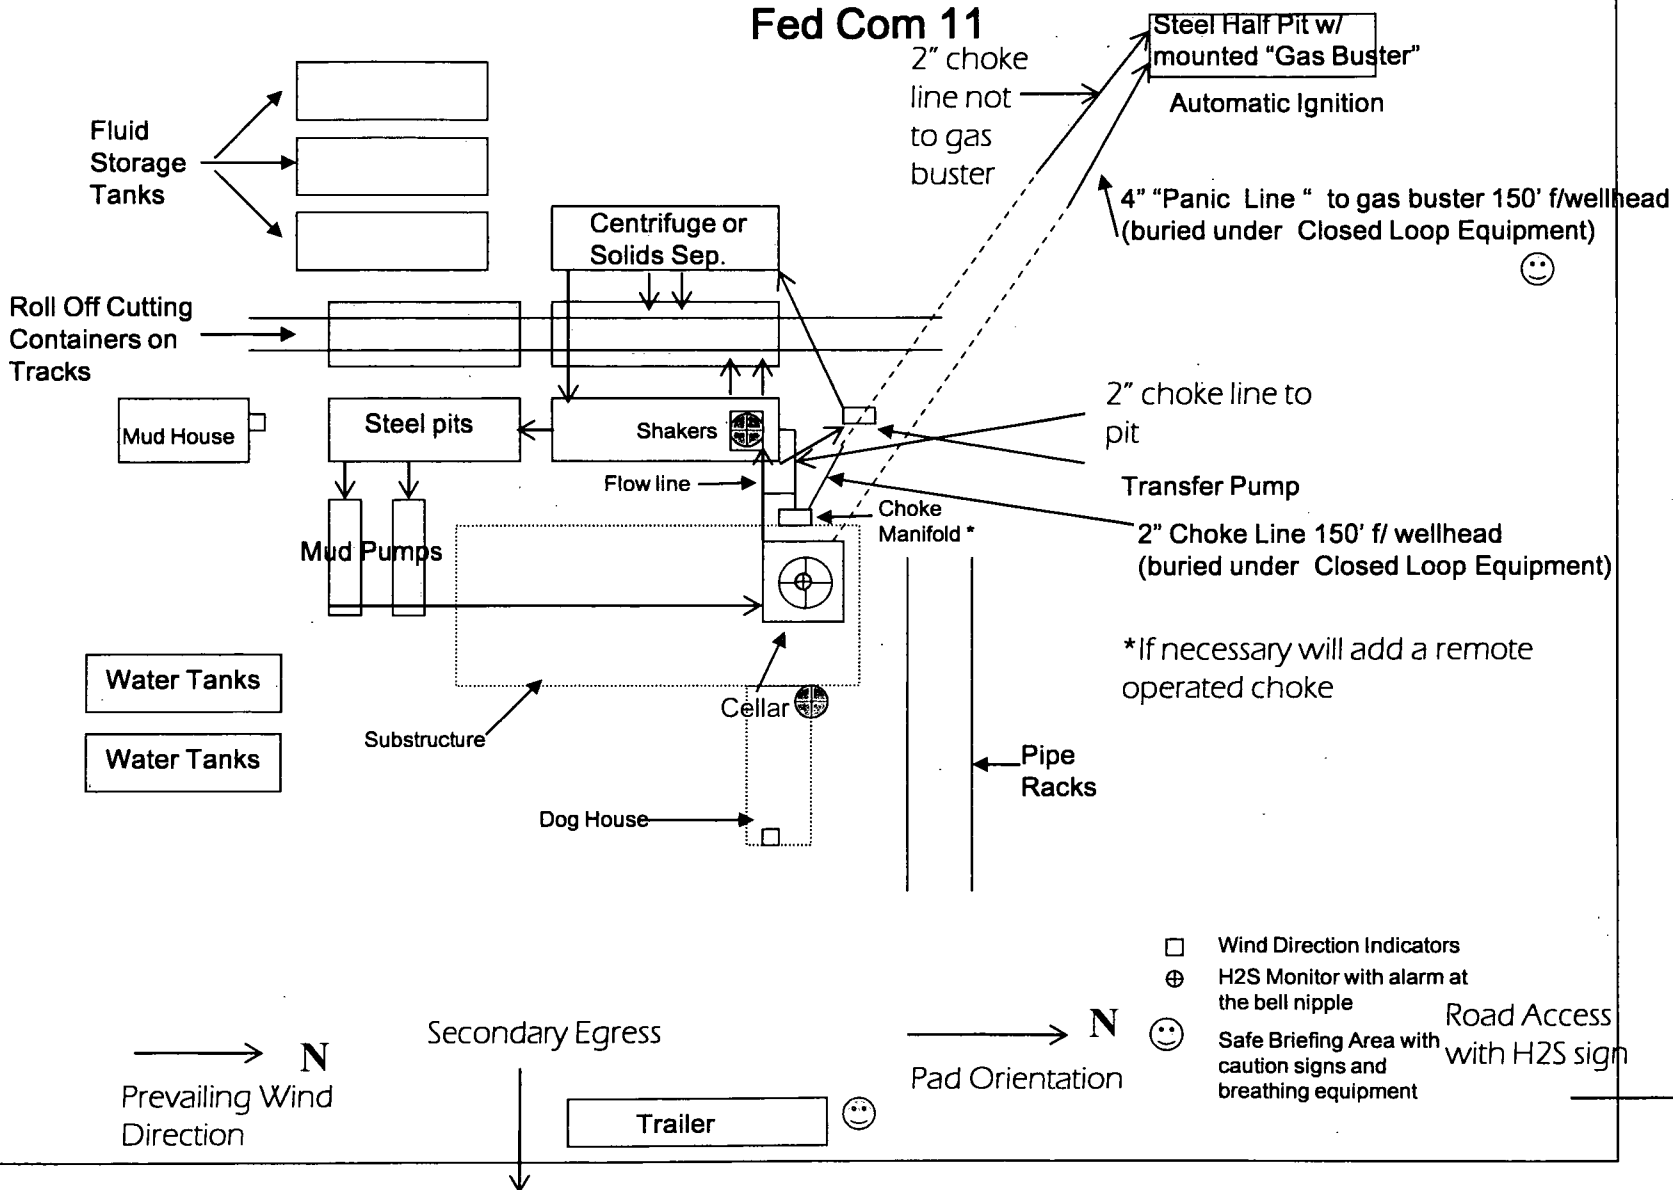 Fed Com 11
Steel Half Pit w/
mounted “Gas Buster”
Automatic Ignition
2” choke
line not
to gas
buster
Fluid
Storage
Tanks
4” “Panic Line “ to gas buster 150’ f/wellhead
(buried under Closed Loop Equipment)
Centrifuge or
Solids Sep.
Roll Off Cutting
Containers on
Tracks
2” choke line to
pit
Mud House
Steel pits
Shakers
Flow line
Transfer Pump
Choke
Manifold *
2” Choke Line 150’ f/ wellhead
(buried under Closed Loop Equipment)
Mud Pumps
*If necessary will add a remote
operated choke
Water Tanks
Cellar
Substructure
Water Tanks
Pipe
Racks
Dog House
Wind Direction Indicators
H2S Monitor with alarm at
the bell nipple
Safe Briefing Area with
caution signs and
breathing equipment
Road Access
with H2S sign
Secondary Egress
N
Pad Orientation
N
Prevailing Wind
Direction
Trailer